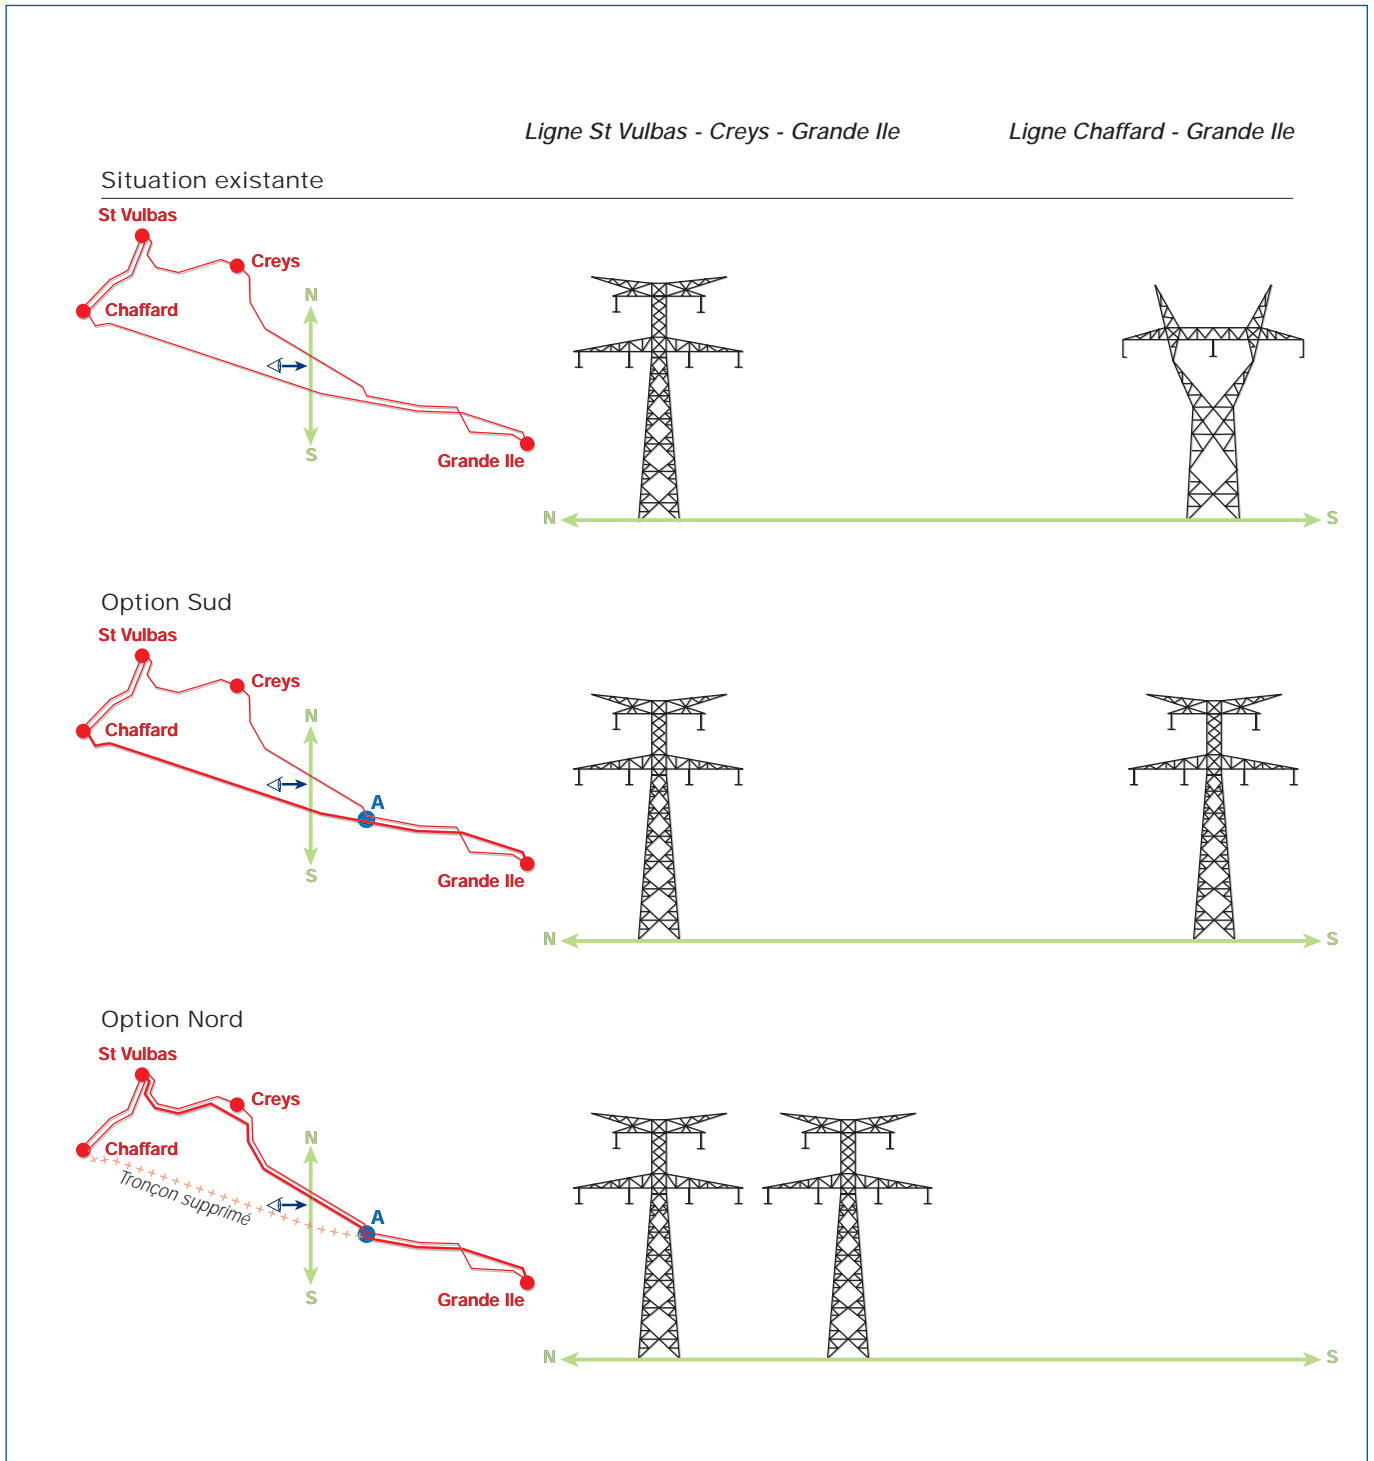 Ligne St Vulbas - Creys - Grande Ile
Ligne Chaffard - Grande Ile
Situation existante
St Vulbas
Creys
N
Chaffard
S
Grande Ile
N
S
Option Sud
St Vulbas
Creys
N
Chaffard
A
S
Grande Ile
N
S
Option Nord
St Vulbas
Creys
N
Chaffard
Tronçon supprimé
A
S
Grande Ile
N
S